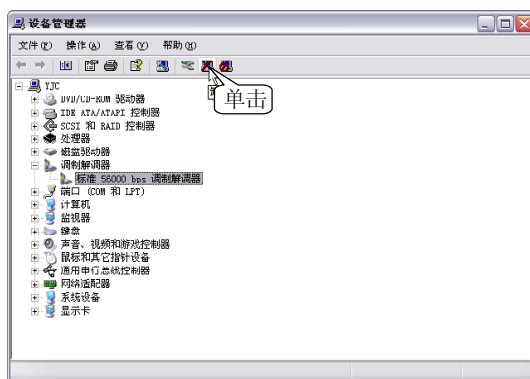 设备管理器
文件(F) 操作(A) 查看(V) 帮助(H)
单击
YJC
DVD/CD-ROM 驱动器
IDE ATA/ATAPI 控制器
SCSI 和 RAID 控制器
处理器
磁盘驱动器
调制解调器
标准 56000 bps 调制解调器
端口 (COM 和 LPT)
计算机
监视器
键盘
声音、视频和游戏控制器
鼠标和其它指针设备
通用串行总线控制器
网络适配器
系统设备
显示卡